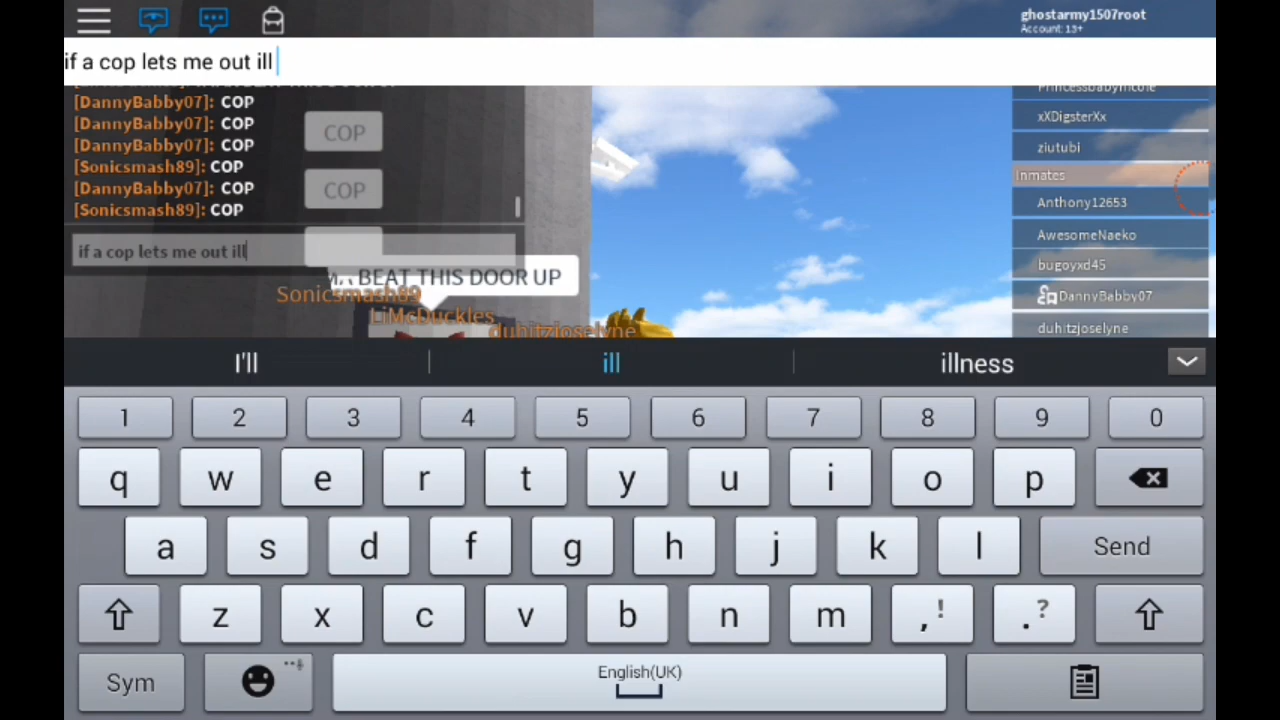 ghostarmy1507root
Account: 13+
if a cop lets me out ill
[DannyBabby07]: COP
[DannyBabby07]: COP
[DannyBabby07]: COP
[Sonicsmash89]: COP
[DannyBabby07]: COP
[Sonicsmash89]: COP
COP
COP
if a cop lets me out ill
BEAT THIS DOOR UP
Sonicsmash89
LiMcDuckles
duhitzjoselyne
Princessbabynicole
xXDigsterXx
ziutubi
Inmates
Anthony12653
AwesomeNaeko
bugoyxd45
DannyBabby07
duhitzjoselyne
I'll ill illness
1 2 3 4 5 6 7 8 9 0
q w e r t y u i o p
a s d f g h j k l Send
z x c v b n m , ! . ?
Sym English(UK)